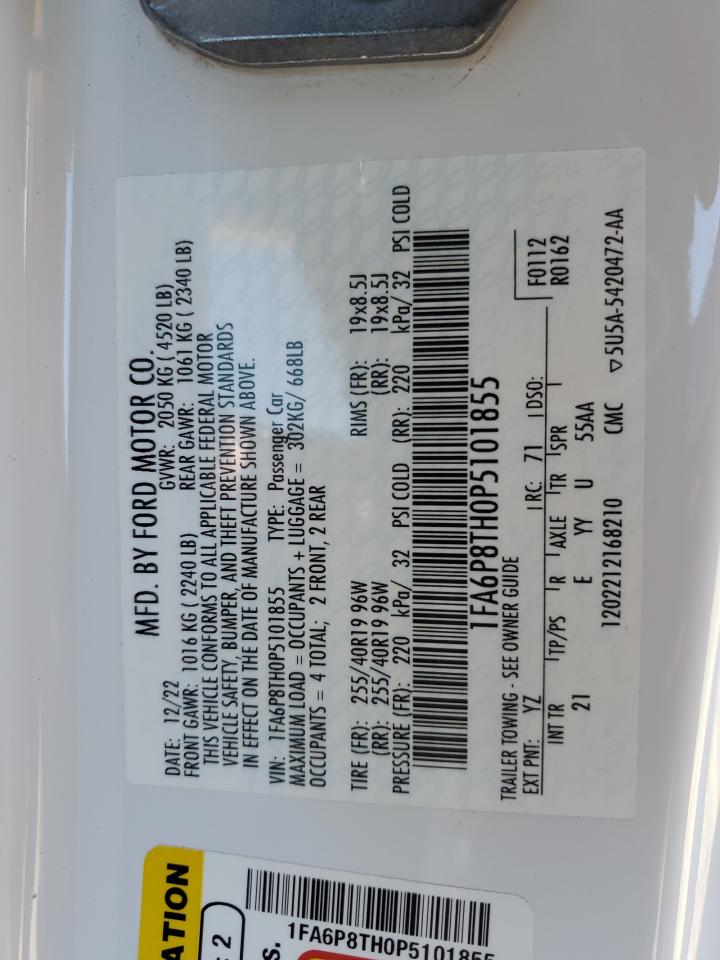 MFD. BY FORD MOTOR CO.
DATE: 12/22 GVWR: 2050 KG ( 4520 LB)
FRONT GAWR: 1016 KG ( 2240 LB) REAR GAWR: 1061 KG ( 2340 LB)
THIS VEHICLE CONFORMS TO ALL APPLICABLE FEDERAL MOTOR
VEHICLE SAFETY, BUMPER, AND THEFT PREVENTION STANDARDS
IN EFFECT ON THE DATE OF MANUFACTURE SHOWN ABOVE.
VIN: 1FA6P8TH0P5101855 TYPE: Passenger Car
MAXIMUM LOAD = OCCUPANTS + LUGGAGE = 302KG/ 668LB
OCCUPANTS = 4 TOTAL; 2 FRONT, 2 REAR
TIRE (FR): 255/40R19 96W RIMS (FR): 19x8.5J
(RR): 255/40R19 96W (RR): 19x8.5J
PRESSURE (FR): 220 kPa/ 32 PSI COLD (RR): 220 kPa/ 32 PSI COLD
1FA6P8TH0P5101855
TRAILER TOWING - SEE OWNER GUIDE
EXT PNT: YZ RC: 71 DSO: F0112
R0162
INT TR TP/PS R AXLE TR SPR
21 E YY U 55AA
1202212168210 CMC ▽5U5A-5420472-AA
ATION
2
s.
1FA6P8TH0P5101855